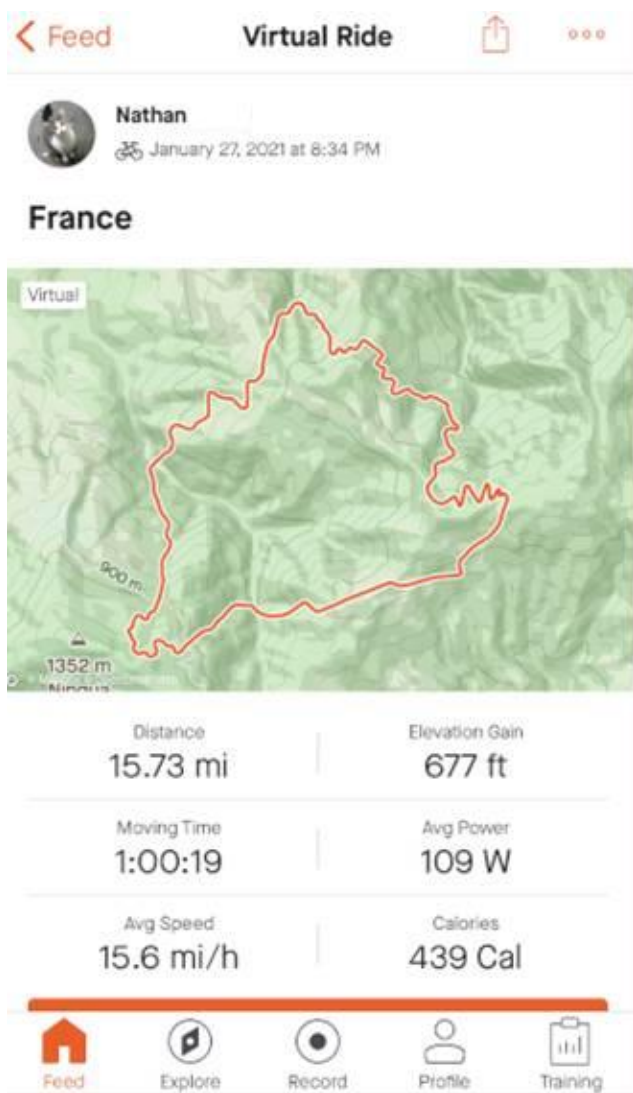 Feed
Virtual Ride
Nathan
January 27, 2021 at 8:34 PM
France
Virtual
900 m
1352 m
Distance
15.73 mi
Elevation Gain
677 ft
Moving Time
1:00:19
Avg Power
109 W
Avg Speed
15.6 mi/h
Calories
439 Cal
Feed
Explore
Record
Profile
Training